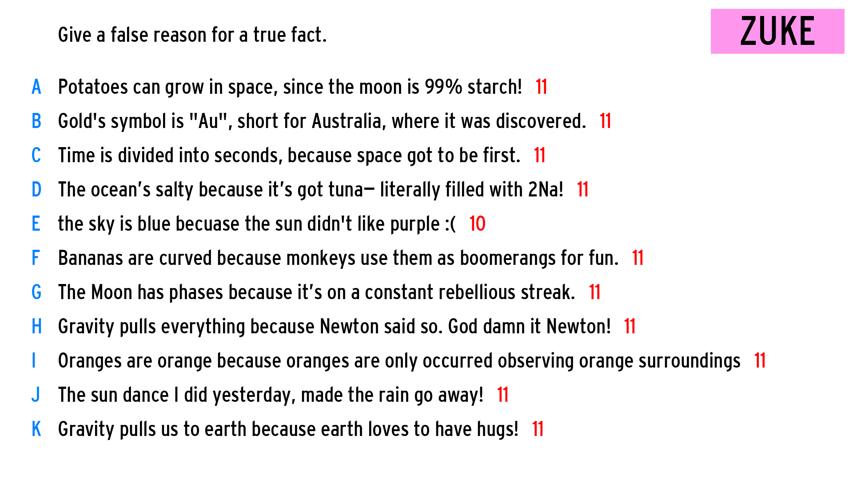 Give a false reason for a true fact.
ZUKE
A Potatoes can grow in space, since the moon is 99% starch! 11
B Gold's symbol is "Au", short for Australia, where it was discovered. 11
C Time is divided into seconds, because space got to be first. 11
D The ocean’s salty because it’s got tuna— literally filled with 2Na! 11
E the sky is blue becuase the sun didn't like purple :( 10
F Bananas are curved because monkeys use them as boomerangs for fun. 11
G The Moon has phases because it’s on a constant rebellious streak. 11
H Gravity pulls everything because Newton said so. God damn it Newton! 11
I Oranges are orange because oranges are only occurred observing orange surroundings 11
J The sun dance I did yesterday, made the rain go away! 11
K Gravity pulls us to earth because earth loves to have hugs! 11